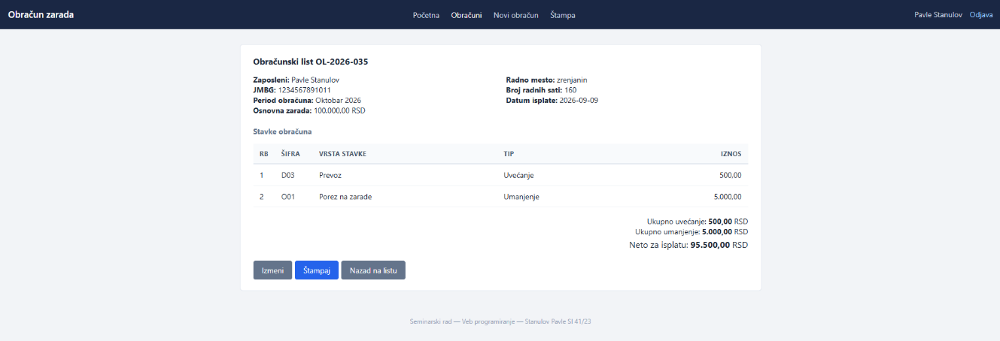 Obračun zarada
Početna Obračuni Novi obračun Štampa
Pavle Stanulov Odjava
Obračunski list OL-2026-035
Zaposleni: Pavle Stanulov
JMBG: 1234567891011
Period obračuna: Oktobar 2026
Osnovna zarada: 100.000,00 RSD
Radno mesto: zrenjanin
Broj radnih sati: 160
Datum isplate: 2026-09-09
Stavke obračuna
RB ŠIFRA VRSTA STAVKE TIP IZNOS
1 D03 Prevoz Uvećanje 500,00
2 O01 Porez na zarade Umanjenje 5.000,00
Ukupno uvećanje: 500,00 RSD
Ukupno umanjenje: 5.000,00 RSD
Neto za isplatu: 95.500,00 RSD
Izmeni Štampaj Nazad na listu
Seminarski rad — Veb programiranje — Stanulov Pavle SI 41/23